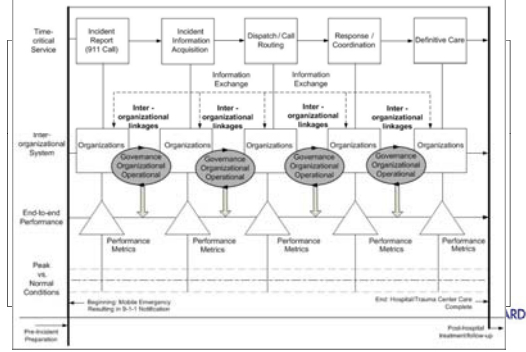 Time-
critical
Service
Incident
Report
(911 Call)
Incident
Information
Acquisition
Dispatch / Call
Routing
Response /
Coordination
Definitive Care
Information
Exchange
Information
Exchange
Inter -
organizational
linkages
Inter -
organizational
linkages
Inter -
organizational
linkages
Inter -
organizational
linkages
Inter-
organizational
System
Organizations
Organizations
Organizations
Organizations
Organizations
Governance
Organizational
Operational
Governance
Organizational
Operational
Governance
Organizational
Operational
Governance
Organizational
Operational
End-to-end
Performance
Performance
Metrics
Performance
Metrics
Performance
Metrics
Performance
Metrics
Performance
Metrics
Peak
vs.
Normal
Conditions
Beginning: Mobile Emergency
Resulting in 9-1-1 Notification
End: Hospital/Trauma Center Care
Complete
ARD
Pre-Incident
Preparation
Post-Hospital
treatment/follow-up